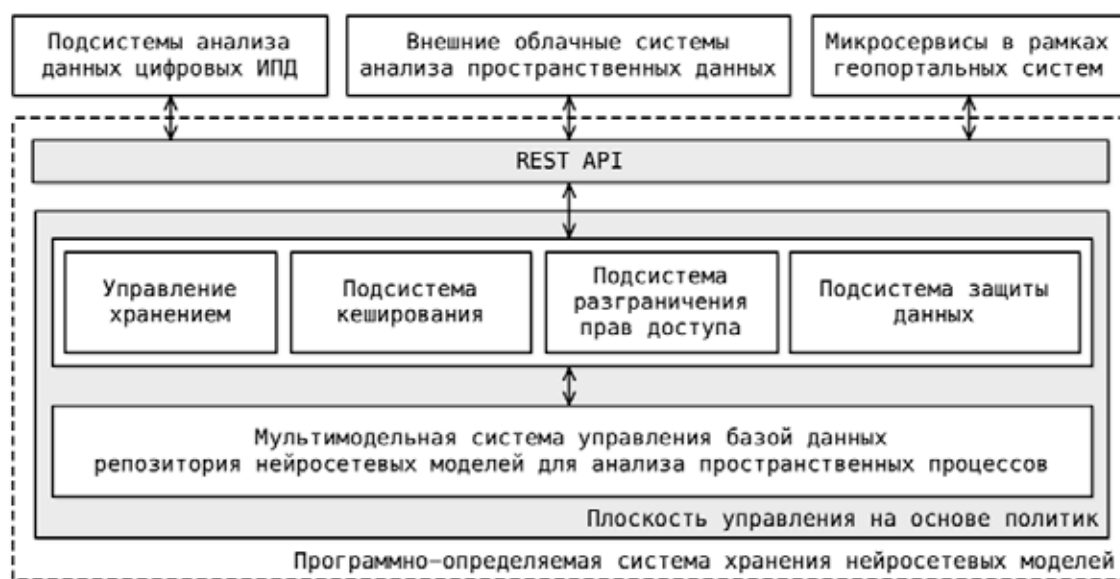 Подсистемы анализа
данных цифровых ИПД
Внешние облачные системы
анализа пространственных данных
Микросервисы в рамках
геопортальных систем
REST API
Управление
хранением
Подсистема
кеширования
Подсистема
разграничения
прав доступа
Подсистема защиты
данных
Мультимодельная система управления базой данных
репозитория нейросетевых моделей для анализа пространственных процессов
Плоскость управления на основе политик
Программно-определяемая система хранения нейросетевых моделей